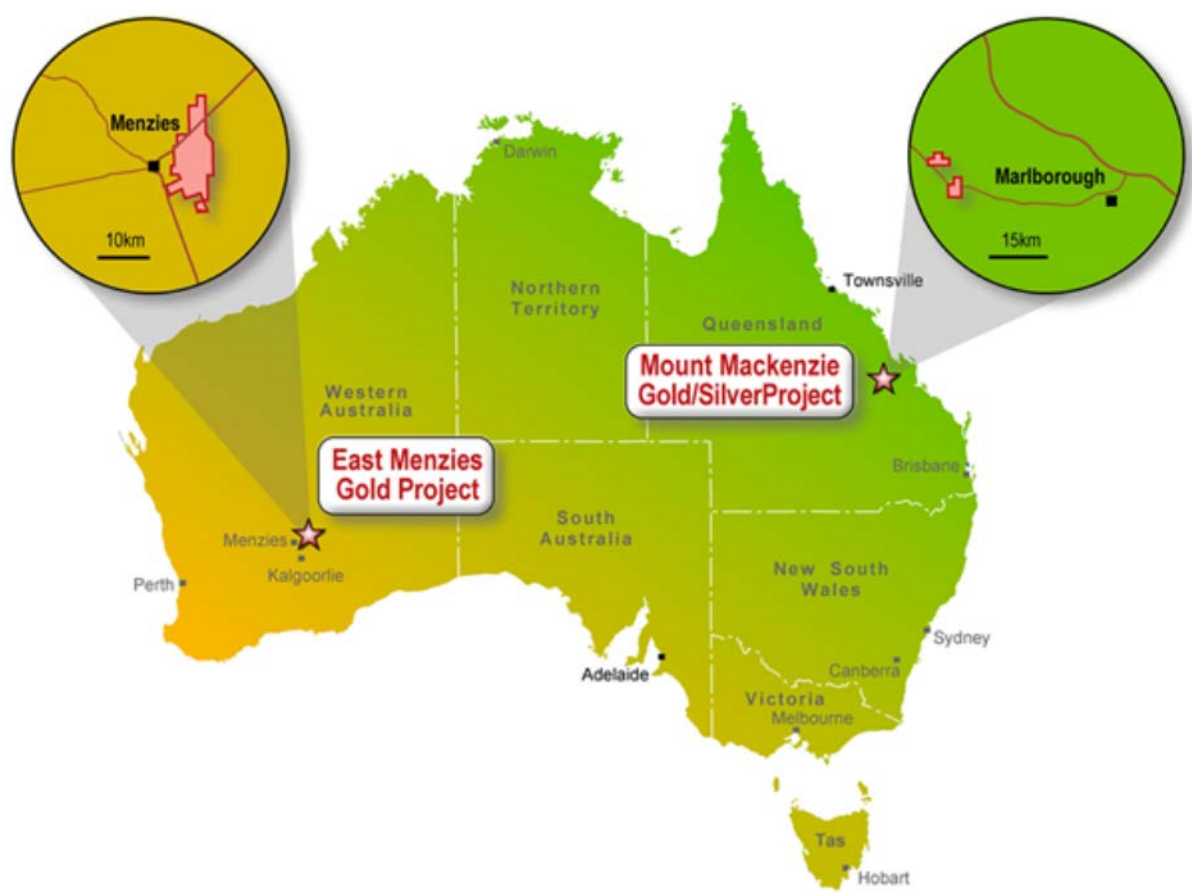 Menzies
10km
Marlborough
15km
Darwin
Northern
Territory
Townsville
Queensland
Mount Mackenzie
Gold/SilverProject
Western
Australia
East Menzies
Gold Project
Brisbane
South
Australia
Menzies
Kalgoorlie
Perth
New South
Wales
Sydney
Canberra
Adelaide
Victoria
Melbourne
Tas
Hobart